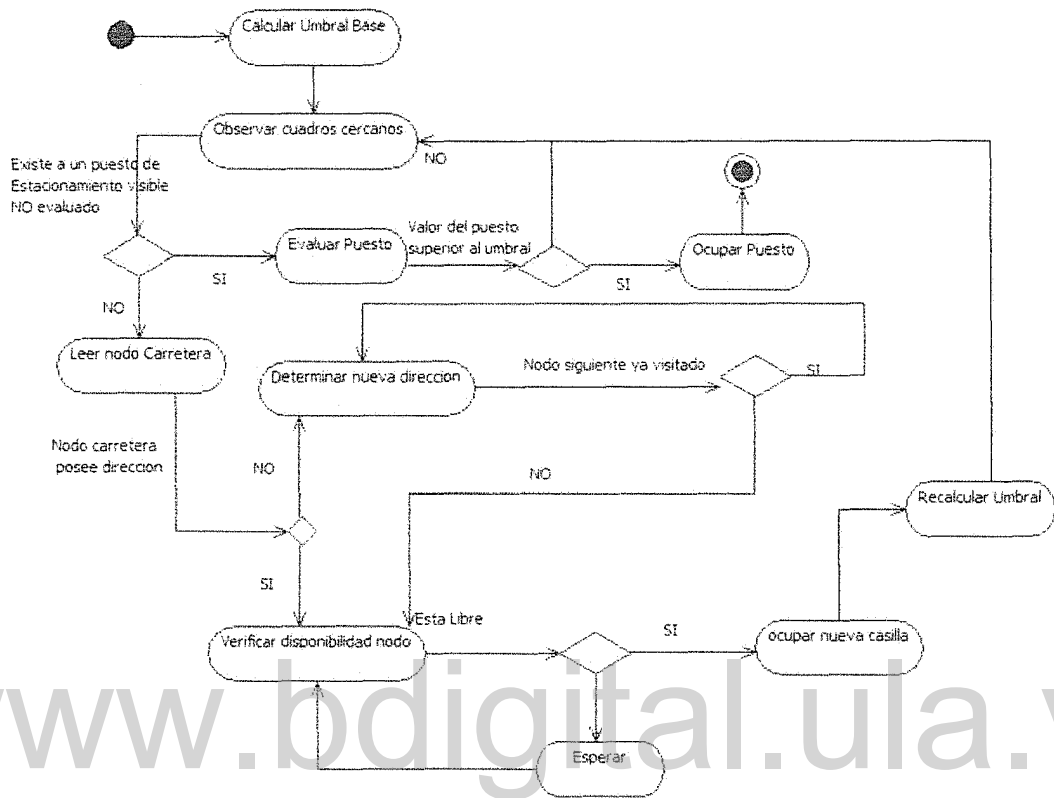 Calcular Umbral Base
Observar cuadros cercanos
NO
Existe a un puesto de
Estacionamiento visible
NO evaluado
Evaluar Puesto
Valor del puesto
superior al umbral
Ocupar Puesto
SI
SI
NO
Leer nodo Carretera
Determinar nueva direccion
Nodo siguiente ya visitado
SI
Nodo carretera
posee direccion
NO
NO
Recalcular Umbral
SI
Esta Libre
Verificar disponibilidad nodo
SI
ocupar nueva casilla
Esperar
www.bdigital.ula.v